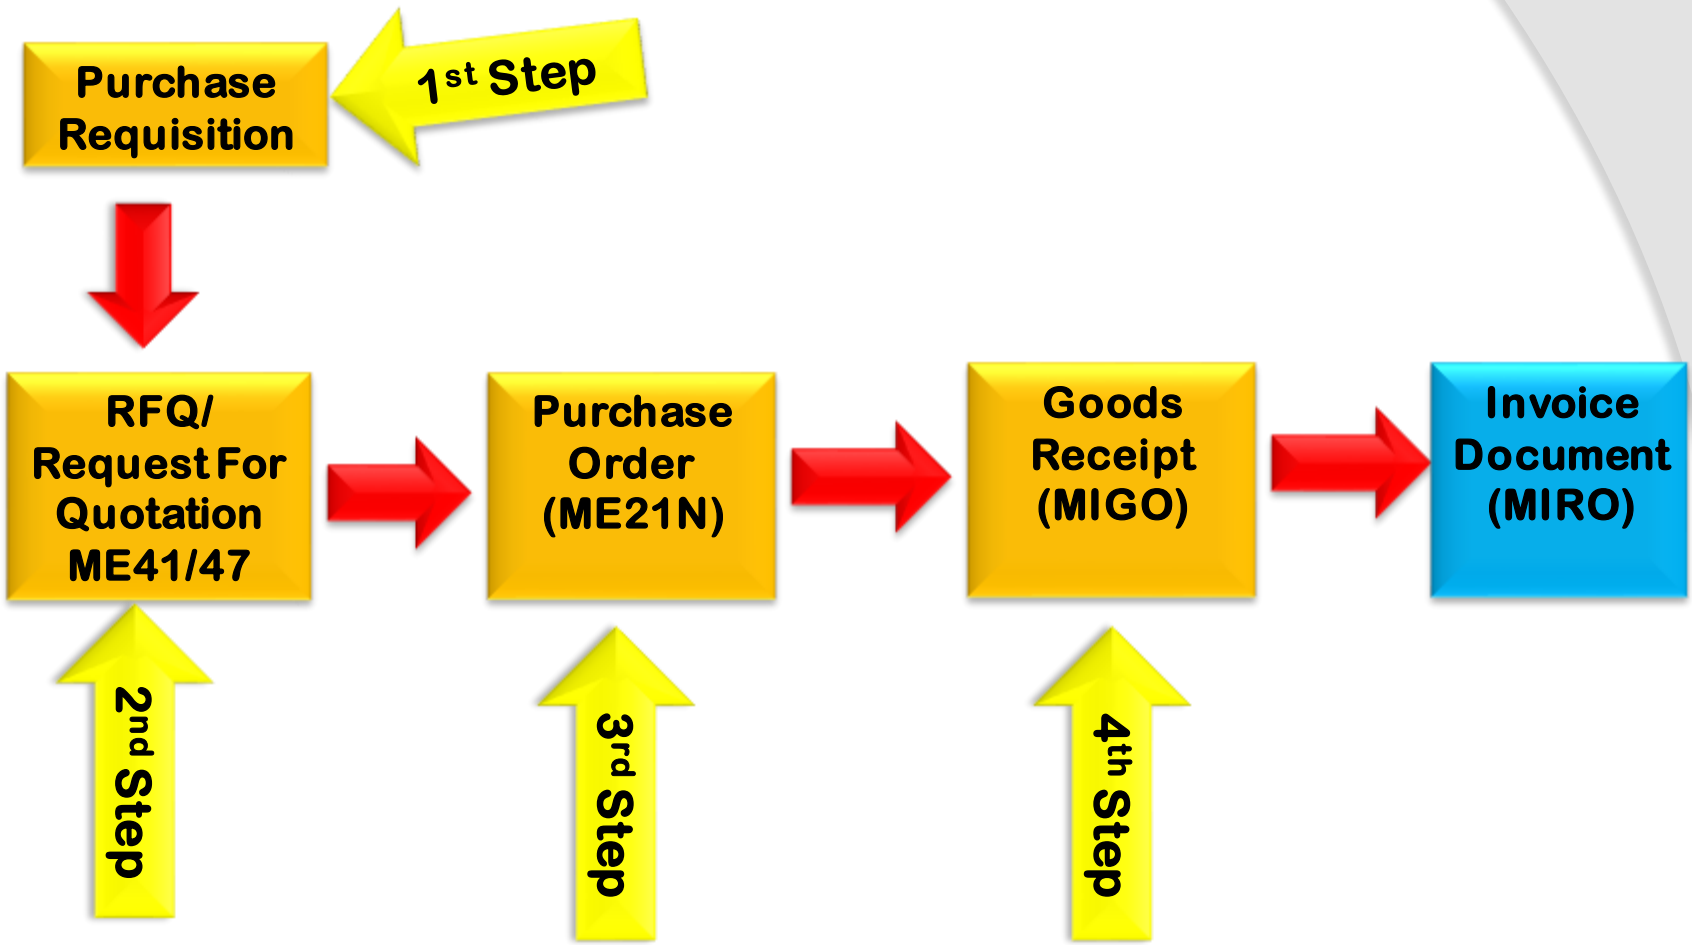 Purchase
Requisition
1st Step
RFQ/
Request For
Quotation
ME41/47
Purchase
Order
(ME21N)
Goods
Receipt
(MIGO)
Invoice
Document
(MIRO)
2nd Step
3rd Step
4th Step